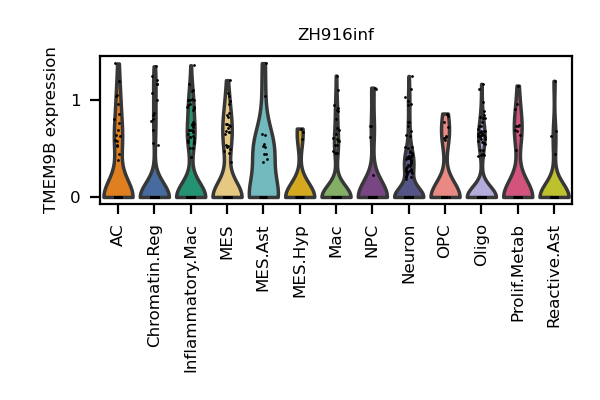 ZH916inf
TMEM9B expression
1
0
AC
Chromatin.Reg
Inflammatory.Mac
MES
MES.Ast
MES.Hyp
Mac
NPC
Neuron
OPC
Oligo
Prolif.Metab
Reactive.Ast